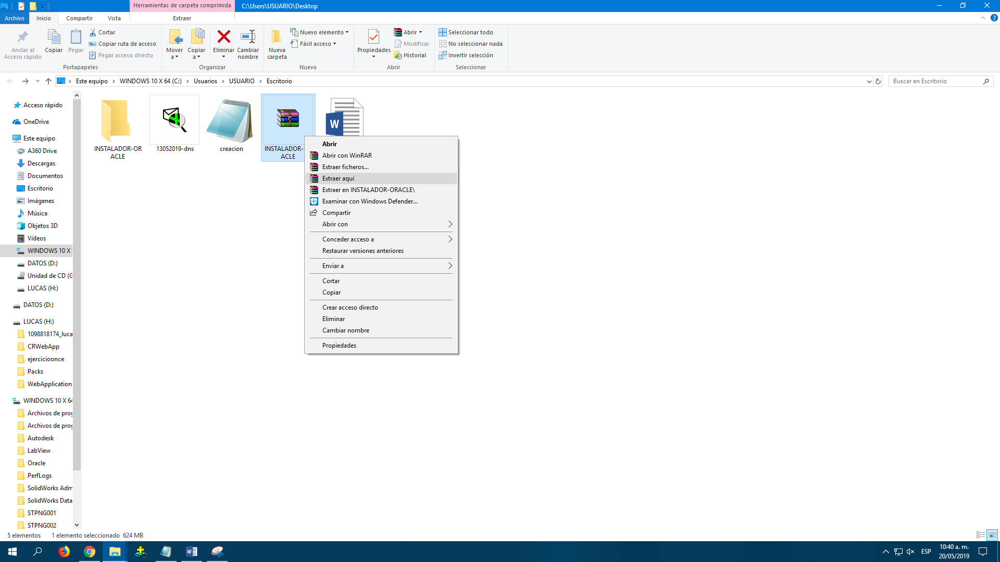 Herramientas de carpeta comprimida
C:\Users\USUARIO\Desktop
Archivo
Inicio
Compartir
Vista
Extraer
Anclar al
Acceso rápido
Copiar
Pegar
Cortar
Copiar ruta de acceso
Pegar acceso directo
Portapapeles
Mover
a
Copiar
a
Eliminar
Cambiar
nombre
Organizar
Nueva
carpeta
Nuevo elemento
Fácil acceso
Nuevo
Propiedades
Abrir
Modificar
Historial
Abrir
Seleccionar todo
No seleccionar nada
Invertir selección
Seleccionar
Este equipo
WINDOWS 10 X 64 (C:)
Usuarios
USUARIO
Escritorio
Buscar en Escritorio
Acceso rápido
OneDrive
Este equipo
A360 Drive
Descargas
Documentos
Escritorio
Imágenes
Música
Objetos 3D
Vídeos
WINDOWS 10 X
DATOS (D:)
Unidad de CD (G
LUCAS (H:)
DATOS (D:)
LUCAS (H:)
1098818174_luca
CRWebApp
ejercicioonce
Packs
WebApplication
WINDOWS 10 X 64
Archivos de prog
Archivos de prog
Autodesk
LabView
Oracle
PerfLogs
SolidWorks Adm
SolidWorks Data
STPNG001
STPNG002
INSTALADOR-OR
ACLE
13052019-dns
creacion
INSTALADOR-
ACLE
W
Abrir
Abrir con WinRAR
Extraer ficheros...
Extraer aquí
Extraer en INSTALADOR-ORACLE\
Examinar con Windows Defender...
Compartir
Abrir con
Conceder acceso a
Restaurar versiones anteriores
Enviar a
Cortar
Copiar
Crear acceso directo
Eliminar
Cambiar nombre
Propiedades
5 elementos
1 elemento seleccionado 624 MB
ESP
10:40 a. m.
20/05/2019